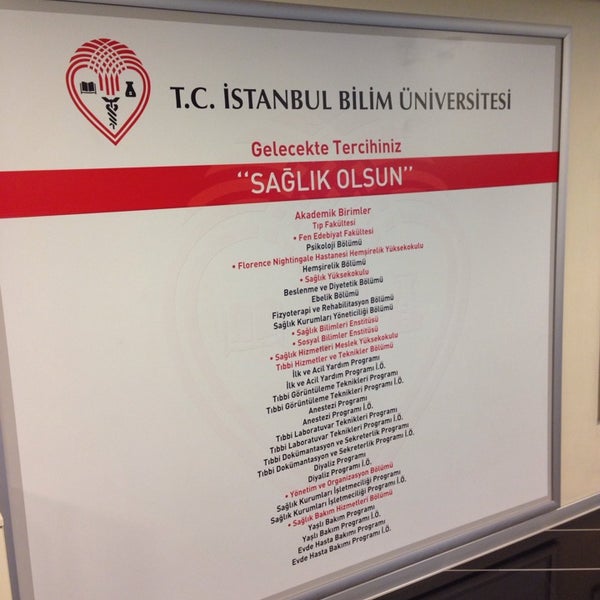 T.C. İSTANBUL BİLİM ÜNİVERSİTESİ
Gelecekte Tercihiniz
“SAĞLIK OLSUN”
Akademik Birimler
Tıp Fakültesi
• Fen Edebiyat Fakültesi
Psikoloji Bölümü
• Florence Nightingale Hastanesi Hemşirelik Yüksekokulu
Hemşirelik Bölümü
• Sağlık Yüksekokulu
Beslenme ve Diyetetik Bölümü
Ebelik Bölümü
Fizyoterapi ve Rehabilitasyon Bölümü
Sağlık Kurumları Yöneticiliği Bölümü
• Sağlık Bilimleri Enstitüsü
• Sosyal Bilimler Enstitüsü
• Sağlık Hizmetleri Meslek Yüksekokulu
Tıbbi Hizmetler ve Teknikler Bölümü
İlk ve Acil Yardım Programı
İlk ve Acil Yardım Programı İ.Ö.
Tıbbi Görüntüleme Teknikleri Programı
Tıbbi Görüntüleme Teknikleri Programı İ.Ö.
Anestezi Programı
Anestezi Programı İ.Ö.
Tıbbi Laboratuvar Teknikleri Programı
Tıbbi Laboratuvar Teknikleri Programı İ.Ö.
Tıbbi Dokümantasyon ve Sekreterlik Programı
Tıbbi Dokümantasyon ve Sekreterlik Programı İ.Ö.
Diyaliz Programı
Diyaliz Programı İ.Ö.
• Yönetim ve Organizasyon Bölümü
Sağlık Kurumları İşletmeciliği Programı
Sağlık Kurumları İşletmeciliği Programı İ.Ö.
• Sağlık Bakım Hizmetleri Bölümü
Yaşlı Bakım Programı
Yaşlı Bakım Programı İ.Ö.
Evde Hasta Bakımı Programı
Evde Hasta Bakımı Programı İ.Ö.